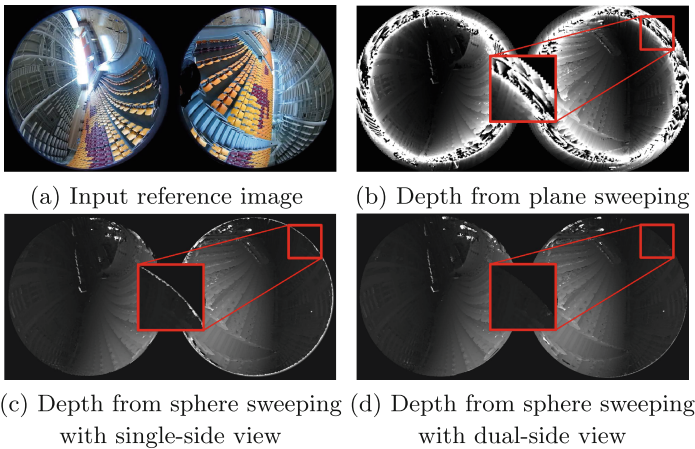 (a) Input reference image
(b) Depth from plane sweeping
(c) Depth from sphere sweeping
with single-side view
(d) Depth from sphere sweeping
with dual-side view